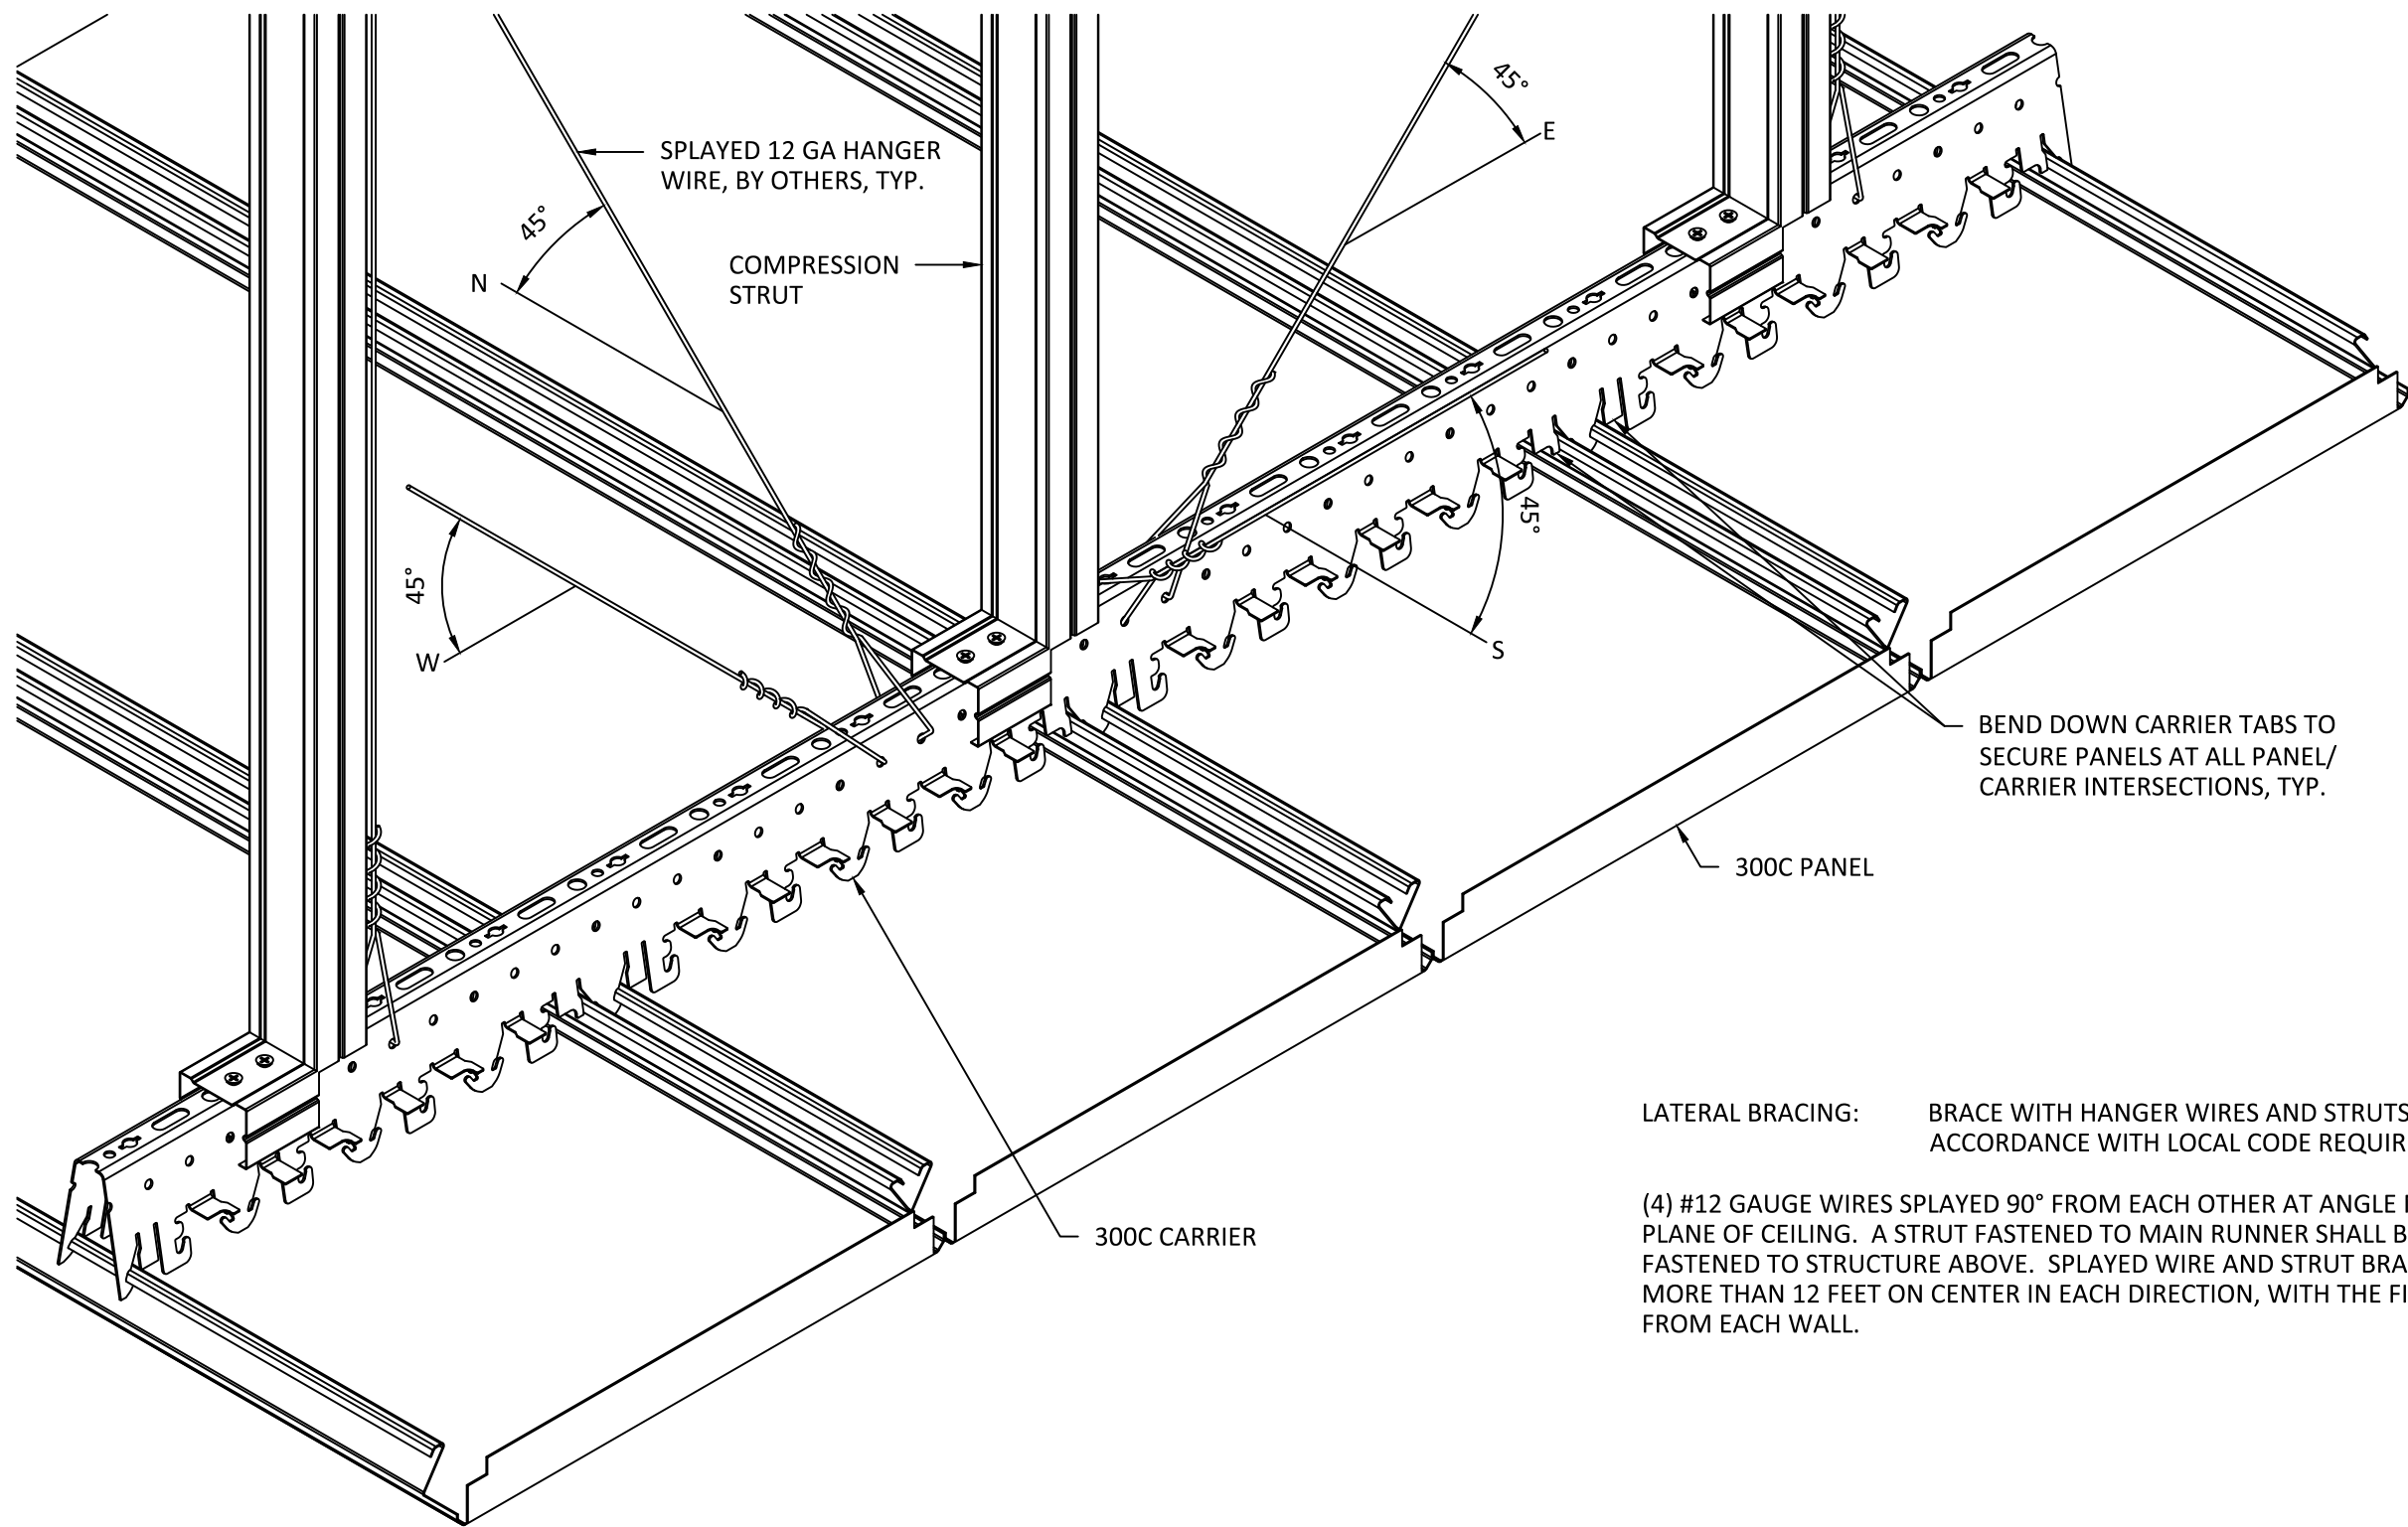 45°
E
SPLAYED 12 GA HANGER
WIRE, BY OTHERS, TYP.
45°
N
COMPRESSION
STRUT
45°
W
45°
S
BEND DOWN CARRIER TABS TO
SECURE PANELS AT ALL PANEL/
CARRIER INTERSECTIONS, TYP.
300C PANEL
300C CARRIER
LATERAL BRACING: BRACE WITH HANGER WIRES AND STRUTS
ACCORDANCE WITH LOCAL CODE
(4) #12 GAUGE WIRES SPLAYED 90° FROM EACH OTHER AT ANGLE
PLANE OF CEILING. A STRUT FASTENED TO MAIN RUNNER SHALL
FASTENED TO STRUCTURE ABOVE. SPLAYED WIRE AND STRUT
MORE THAN 12 FEET ON CENTER IN EACH DIRECTION, WITH THE
FROM EACH WALL.